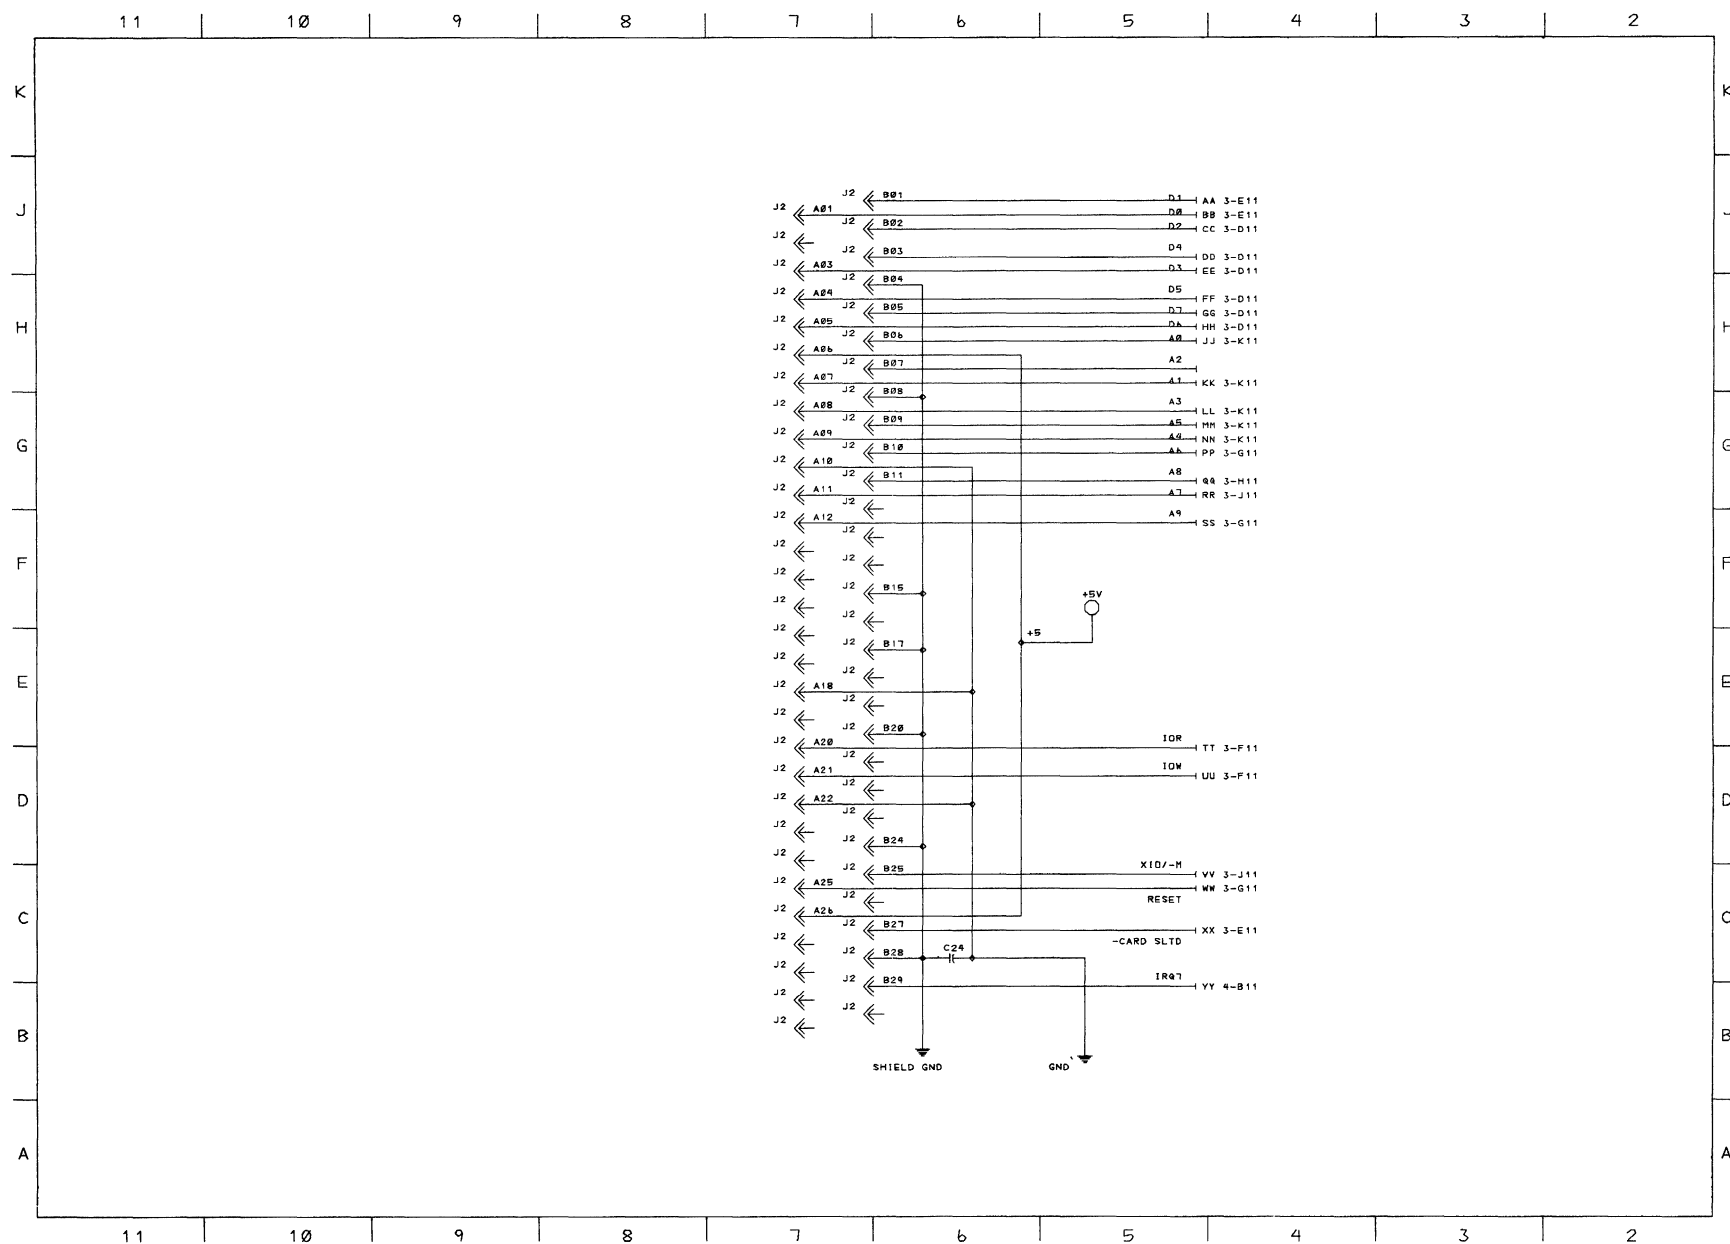 11 10 9 8 7 6 5 4 3 2
K K
J2 B01 D1 AA 3-E11
J J2 A01 D0 BB 3-E11 J
J2 B02 D2 CC 3-D11
J2
J2 B03 D4 DD 3-D11
J2 A03 D3 EE 3-D11
J2 B04
J2 A04 D5 FF 3-D11
J2 B05 D7 GG 3-D11
H J2 A05 D6 HH 3-D11 H
J2 B06 A0 JJ 3-K11
J2 A06
J2 B07 A2
J2 A07 A1 KK 3-K11
J2 B08
J2 A08 A3 LL 3-K11
J2 B09 A5 MM 3-K11
G J2 A09 A4 NN 3-K11 G
J2 B10 A6 PP 3-G11
J2 A10
J2 B11 A8 QQ 3-H11
J2 A11 A7 RR 3-J11
J2
J2 A12 A9 SS 3-G11
J2
J2
F J2 F
J2
J2 B15
J2 +5V
J2
J2 +5
J2 B17
J2
E J2 E
J2 A18
J2
J2
J2 B20
J2 A20 IOR TT 3-F11
J2
J2 A21 IOW UU 3-F11
J2
D J2 A22 D
J2
J2
J2 B24
J2
J2 B25 XIO/-M VV 3-J11
J2 A25 WW 3-G11
J2 RESET
C J2 A26 C
J2 B27 XX 3-E11
J2 -CARD SLTD
J2 B28 C24
J2
J2 B29 IRQ7 YY 4-B11
J2
J2
B J2 B
SHIELD GND GND
A A
11 10 9 8 7 6 5 4 3 2